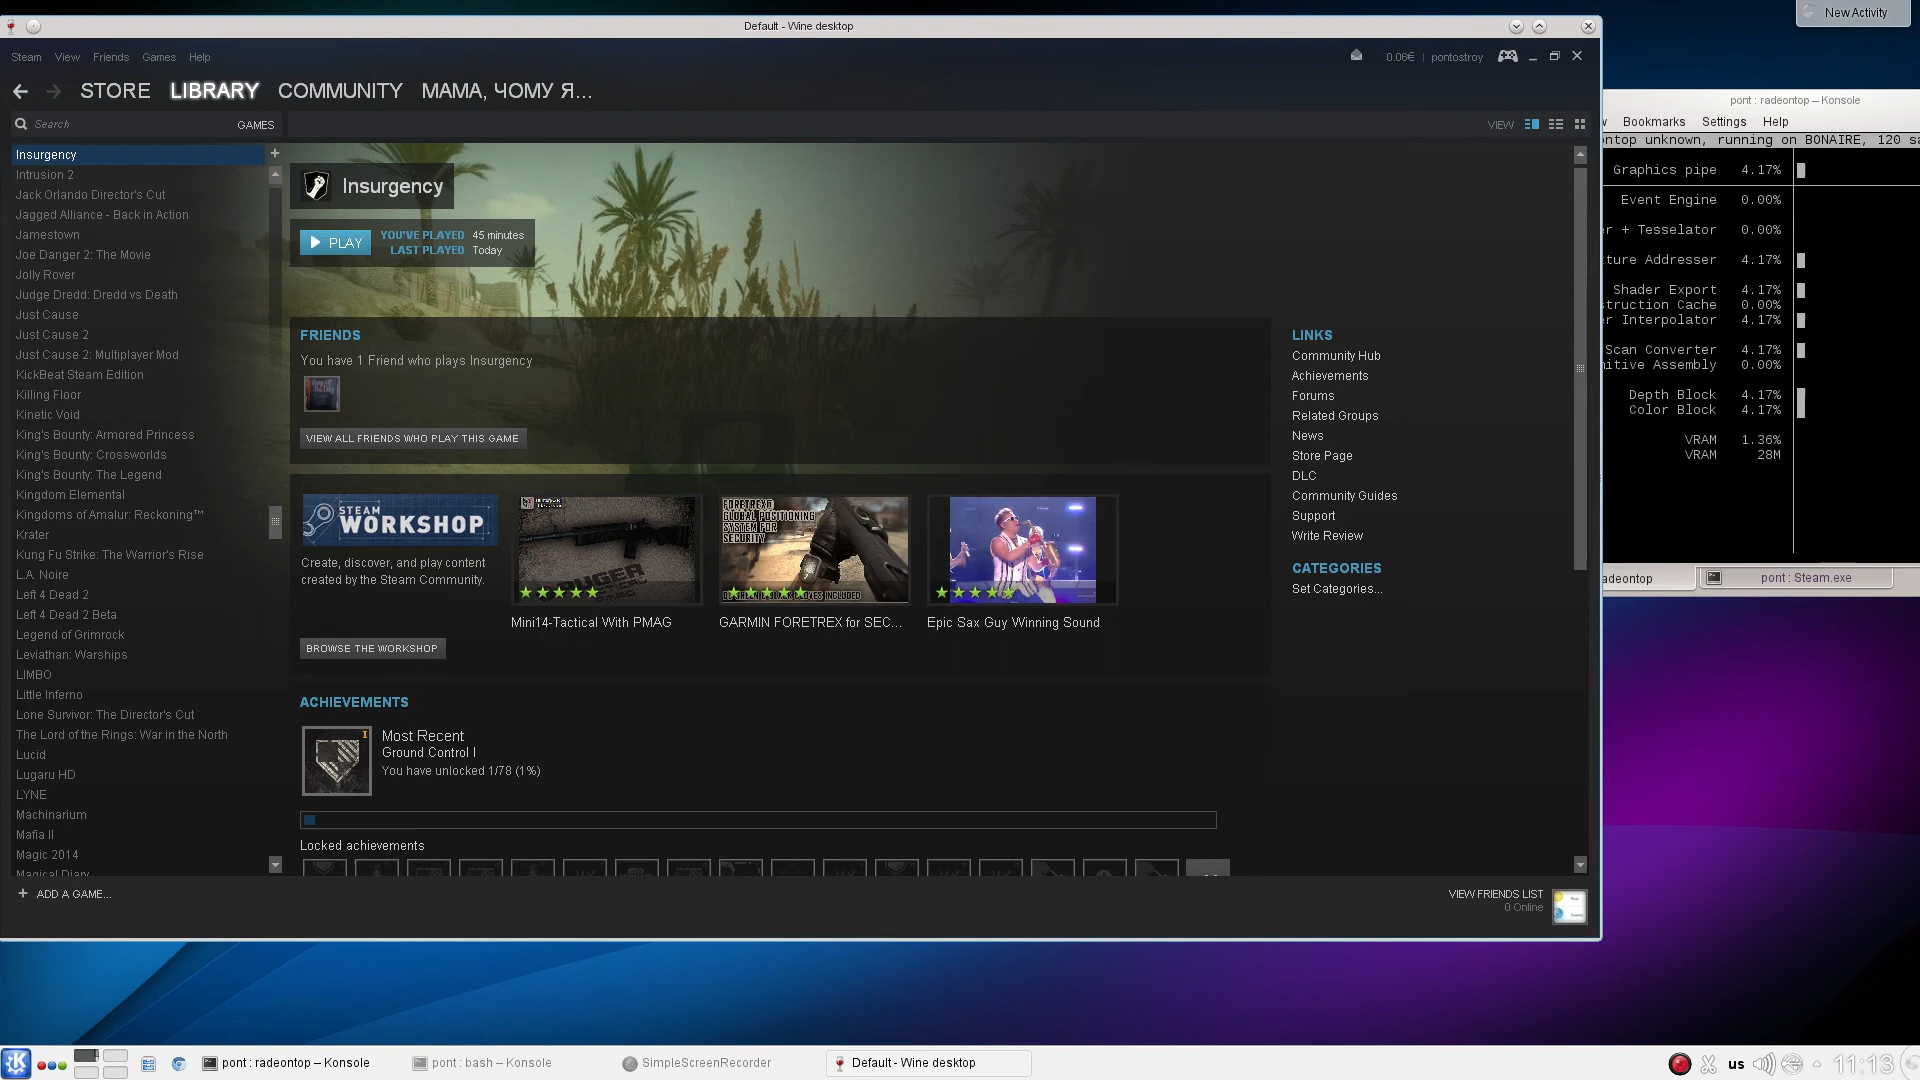 New Activity
Default - Wine desktop
Steam View Friends Games Help
0.06€ | pontostroy
STORE LIBRARY COMMUNITY МАМА, ЧОМУ Я...
Search
GAMES
VIEW
Insurgency
Intrusion 2
Jack Orlando Director's Cut
Jagged Alliance - Back in Action
Jamestown
Joe Danger 2: The Movie
Jolly Rover
Judge Dredd: Dredd vs Death
Just Cause
Just Cause 2
Just Cause 2: Multiplayer Mod
KickBeat Steam Edition
Killing Floor
Kinetic Void
King's Bounty: Armored Princess
King's Bounty: Crossworlds
King's Bounty: The Legend
Kingdom Elemental
Kingdoms of Amalur: Reckoning™
Krater
Kung Fu Strike: The Warrior's Rise
L.A. Noire
Left 4 Dead 2
Left 4 Dead 2 Beta
Legend of Grimrock
Leviathan: Warships
LIMBO
Little Inferno
Lone Survivor: The Director's Cut
The Lord of the Rings: War in the North
Lucid
Lugaru HD
LYNE
Machinarium
Mafia II
Magic 2014
Magical Diary
+ ADD A GAME...
Insurgency
PLAY
YOU'VE PLAYED 45 minutes
LAST PLAYED Today
FRIENDS
You have 1 Friend who plays Insurgency
VIEW ALL FRIENDS WHO PLAY THIS GAME
STEAM
WORKSHOP
Create, discover, and play content
created by the Steam Community.
BROWSE THE WORKSHOP
RUGER
Mini14-Tactical With PMAG
FORETREX®
GLOBAL POSITIONING
SYSTEM FOR
SECURITY
GARMIN FORETREX for SEC...
Epic Sax Guy Winning Sound
ACHIEVEMENTS
Most Recent
Ground Control I
You have unlocked 1/78 (1%)
Locked achievements
LINKS
Community Hub
Achievements
Forums
Related Groups
News
Store Page
DLC
Community Guides
Support
Write Review
CATEGORIES
Set Categories...
VIEW FRIENDS LIST
0 Online
pont : radeontop – Konsole
Bookmarks Settings Help
ntop unknown, running on BONAIRE, 120 sa
Graphics pipe 4.17%
Event Engine 0.00%
r + Tesselator 0.00%
ture Addresser 4.17%
Shader Export 4.17%
struction Cache 0.00%
r Interpolator 4.17%
Scan Converter 4.17%
mitive Assembly 0.00%
Depth Block 4.17%
Color Block 4.17%
VRAM 1.36%
VRAM 28M
adeontop
pont : Steam.exe
pont : radeontop – Konsole
pont : bash – Konsole
SimpleScreenRecorder
Default - Wine desktop
us
11:13